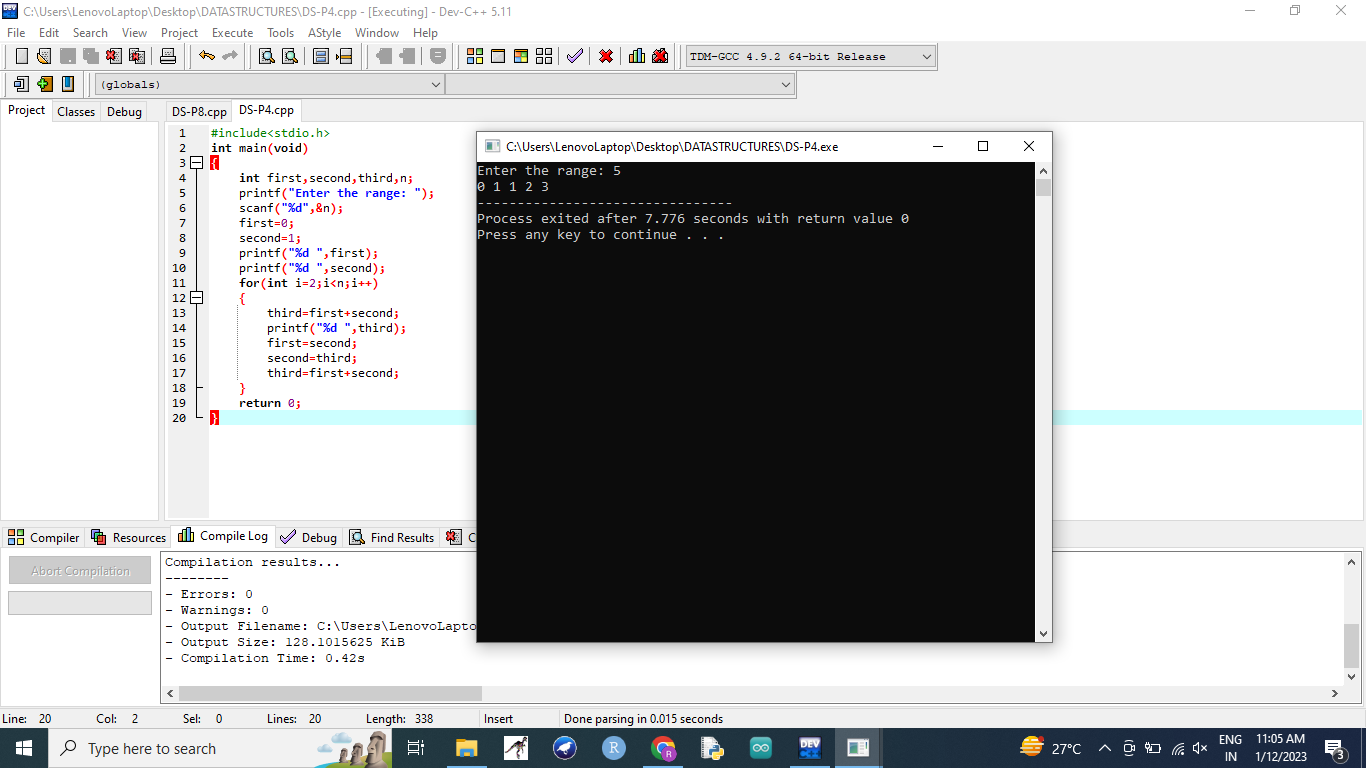 C:\Users\LenovoLaptop\Desktop\DATASTRUCTURES\DS-P4.cpp - [Executing] - Dev-C++ 5.11
File Edit Search View Project Execute Tools AStyle Window Help
TDM-GCC 4.9.2 64-bit Release
(globals)
Project Classes Debug DS-P8.cpp DS-P4.cpp
1 #include<stdio.h>
2 int main(void)
3 {
4 int first,second,third,n;
5 printf("Enter the range: ");
6 scanf("%d",&n);
7 first=0;
8 second=1;
9 printf("%d ",first);
10 printf("%d ",second);
11 for(int i=2;i<n;i++)
12 {
13 third=first+second;
14 printf("%d ",third);
15 first=second;
16 second=third;
17 third=first+second;
18 }
19 return 0;
20 }
C:\Users\LenovoLaptop\Desktop\DATASTRUCTURES\DS-P4.exe
Enter the range: 5
0 1 1 2 3
--------------------------------
Process exited after 7.776 seconds with return value 0
Press any key to continue . . .
Compiler Resources Compile Log Debug Find Results C
Abort Compilation
Compilation results...
--------
- Errors: 0
- Warnings: 0
- Output Filename: C:\Users\LenovoLapto
- Output Size: 128.1015625 KiB
- Compilation Time: 0.42s
Line: 20 Col: 2 Sel: 0 Lines: 20 Length: 338 Insert Done parsing in 0.015 seconds
Type here to search
R
R
DEV
27°C
ENG
IN
11:05 AM
1/12/2023
3